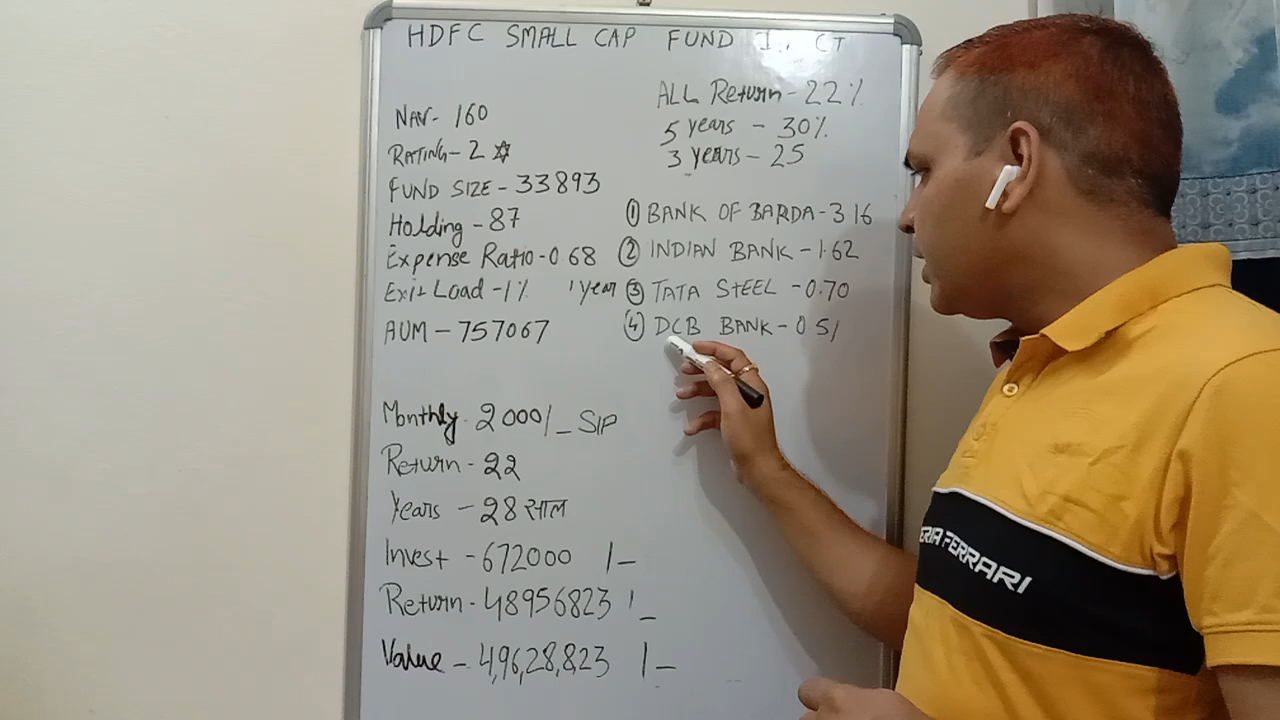 HDFC SMALL CAP FUND
NAV- 160
RATING- 2 ✡
FUND SIZE - 33893
Holding - 87
Expense Ratio - 0 68
Exit Load - 1% 1 year
AUM - 757067
ALL Return - 22%
5 years - 30%
3 years - 25
① BANK OF BARDA - 3 16
② INDIAN BANK - 1.62
③ TATA STEEL - 0.70
④ DCB BANK - 0 51
Monthly - 2000/_ SIP
Return - 22
Years - 28 साल
Invest - 672000 /-
Return - 48956823 /_
Value - 4,96,28,823 /-
FERRARI